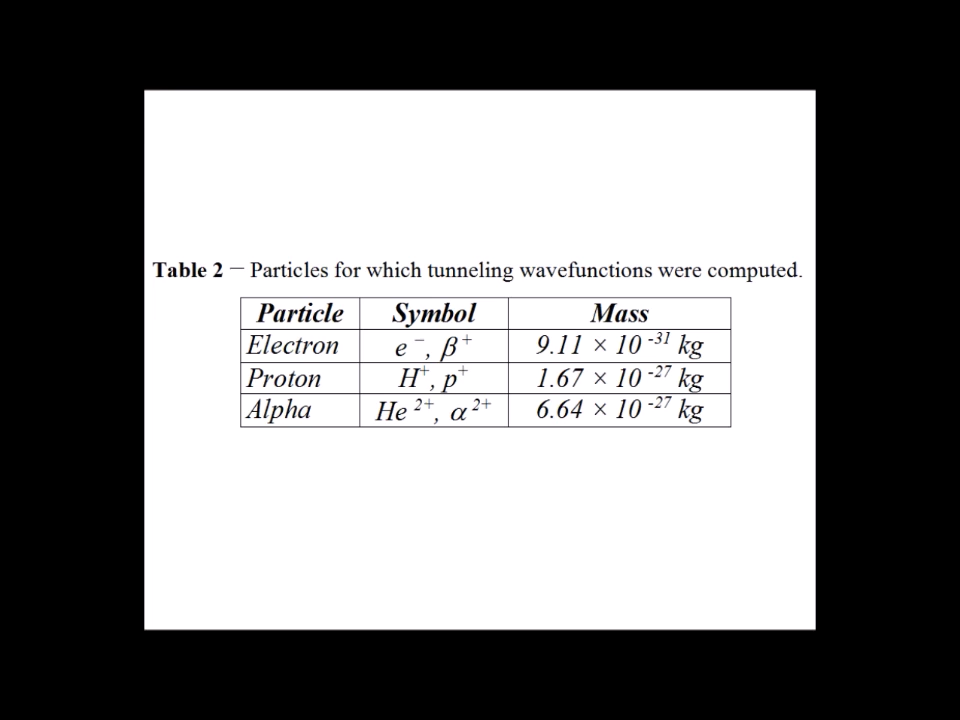 Table 2 — Particles for which tunneling wavefunctions were computed.
Particle Symbol Mass
Electron e⁻, β⁺ 9.11 × 10⁻³¹ kg
Proton H⁺, p⁺ 1.67 × 10⁻²⁷ kg
Alpha He²⁺, α²⁺ 6.64 × 10⁻²⁷ kg